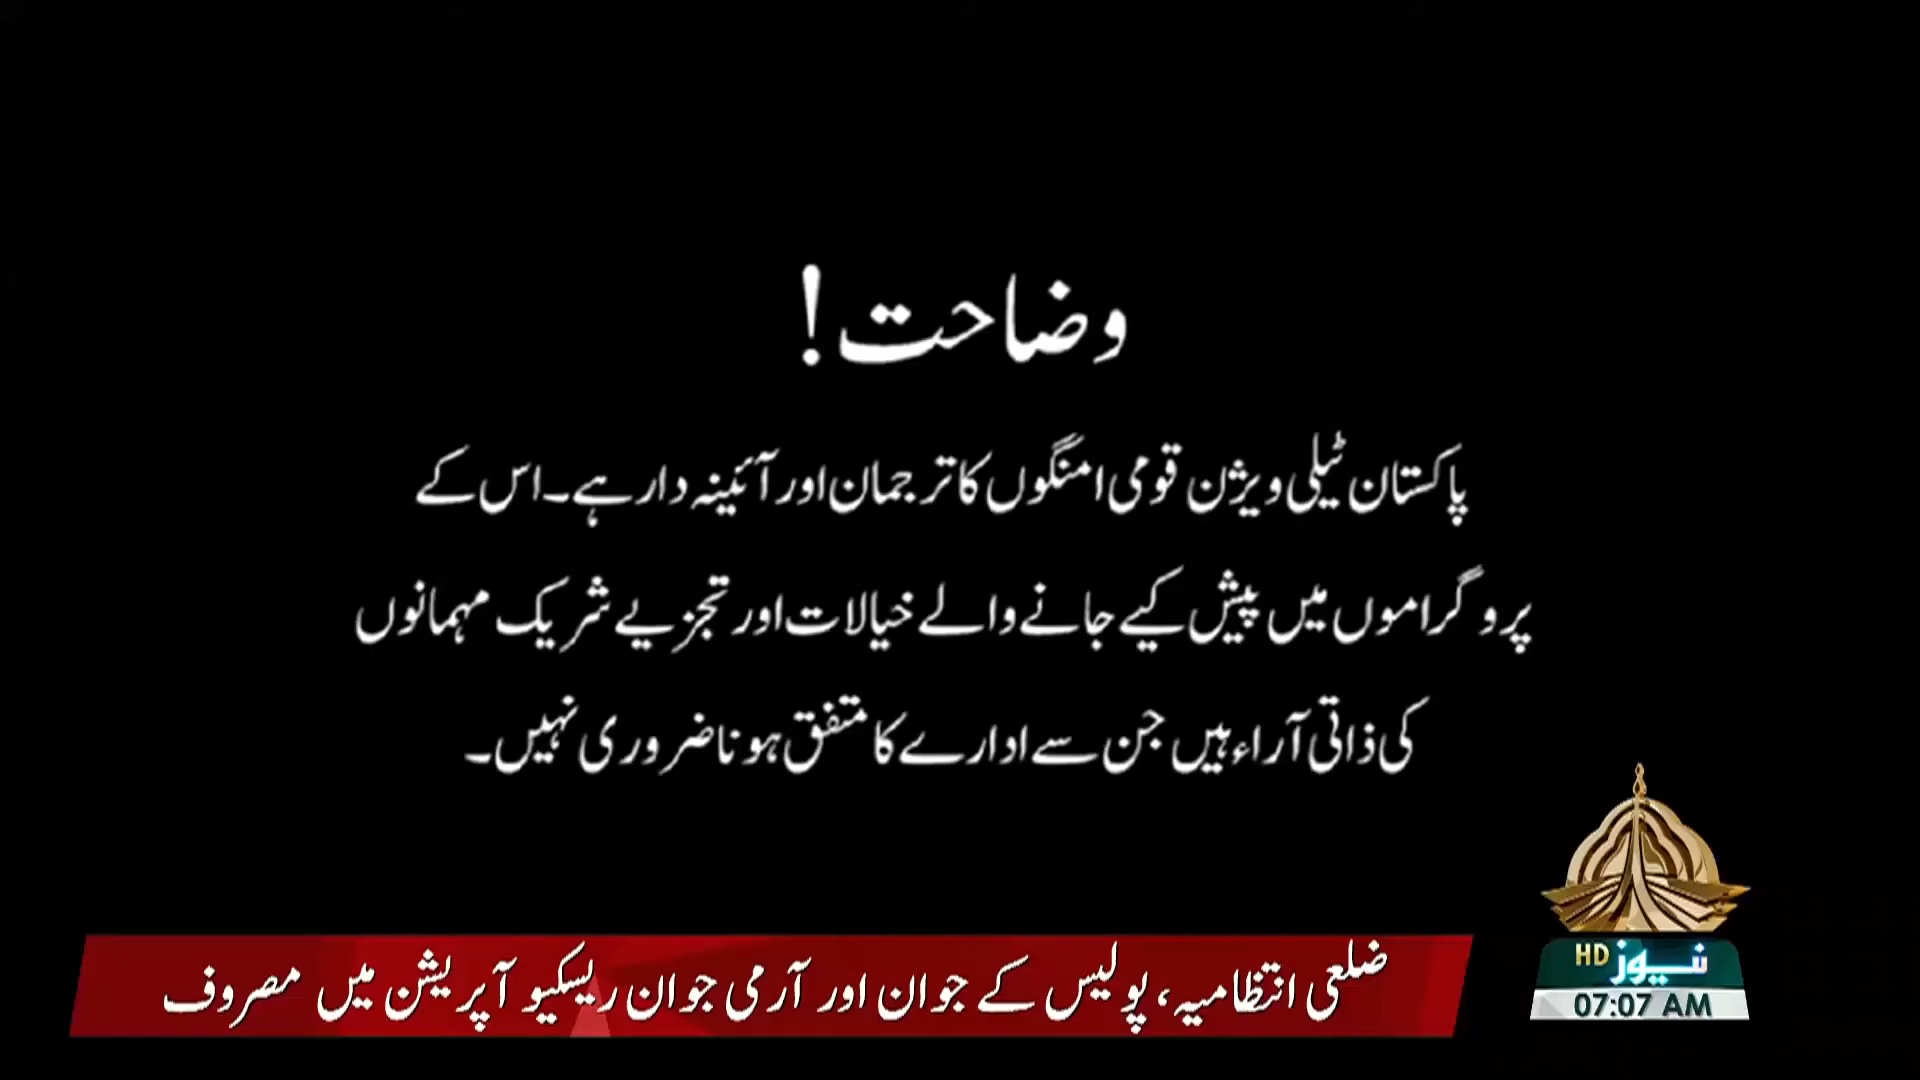 وضاحت!
پاکستان ٹیلی ویژن قومی امنگوں کا ترجمان اور آئینہ دار ہے۔ اس کے
پروگراموں میں پیش کیے جانے والے خیالات اور تجزیے شریک مہمانوں
کی ذاتی آراء ہیں جن سے ادارے کا متفق ہونا ضروری نہیں۔
ضلعی انتظامیہ، پولیس کے جوان اور آرمی جوان ریسکیو آپریشن میں مصروف
نیوز HD
07:07 AM